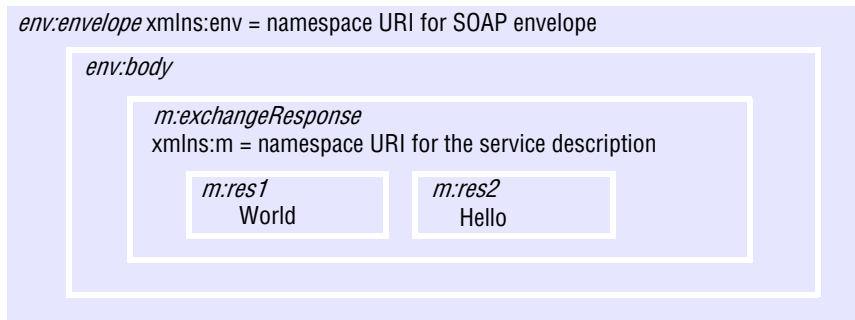 env:envelope xmlns:env = namespace URI for SOAP envelope
env:body
m:exchangeResponse
xmlns:m = namespace URI for the service description
m:res1 m:res2
World Hello